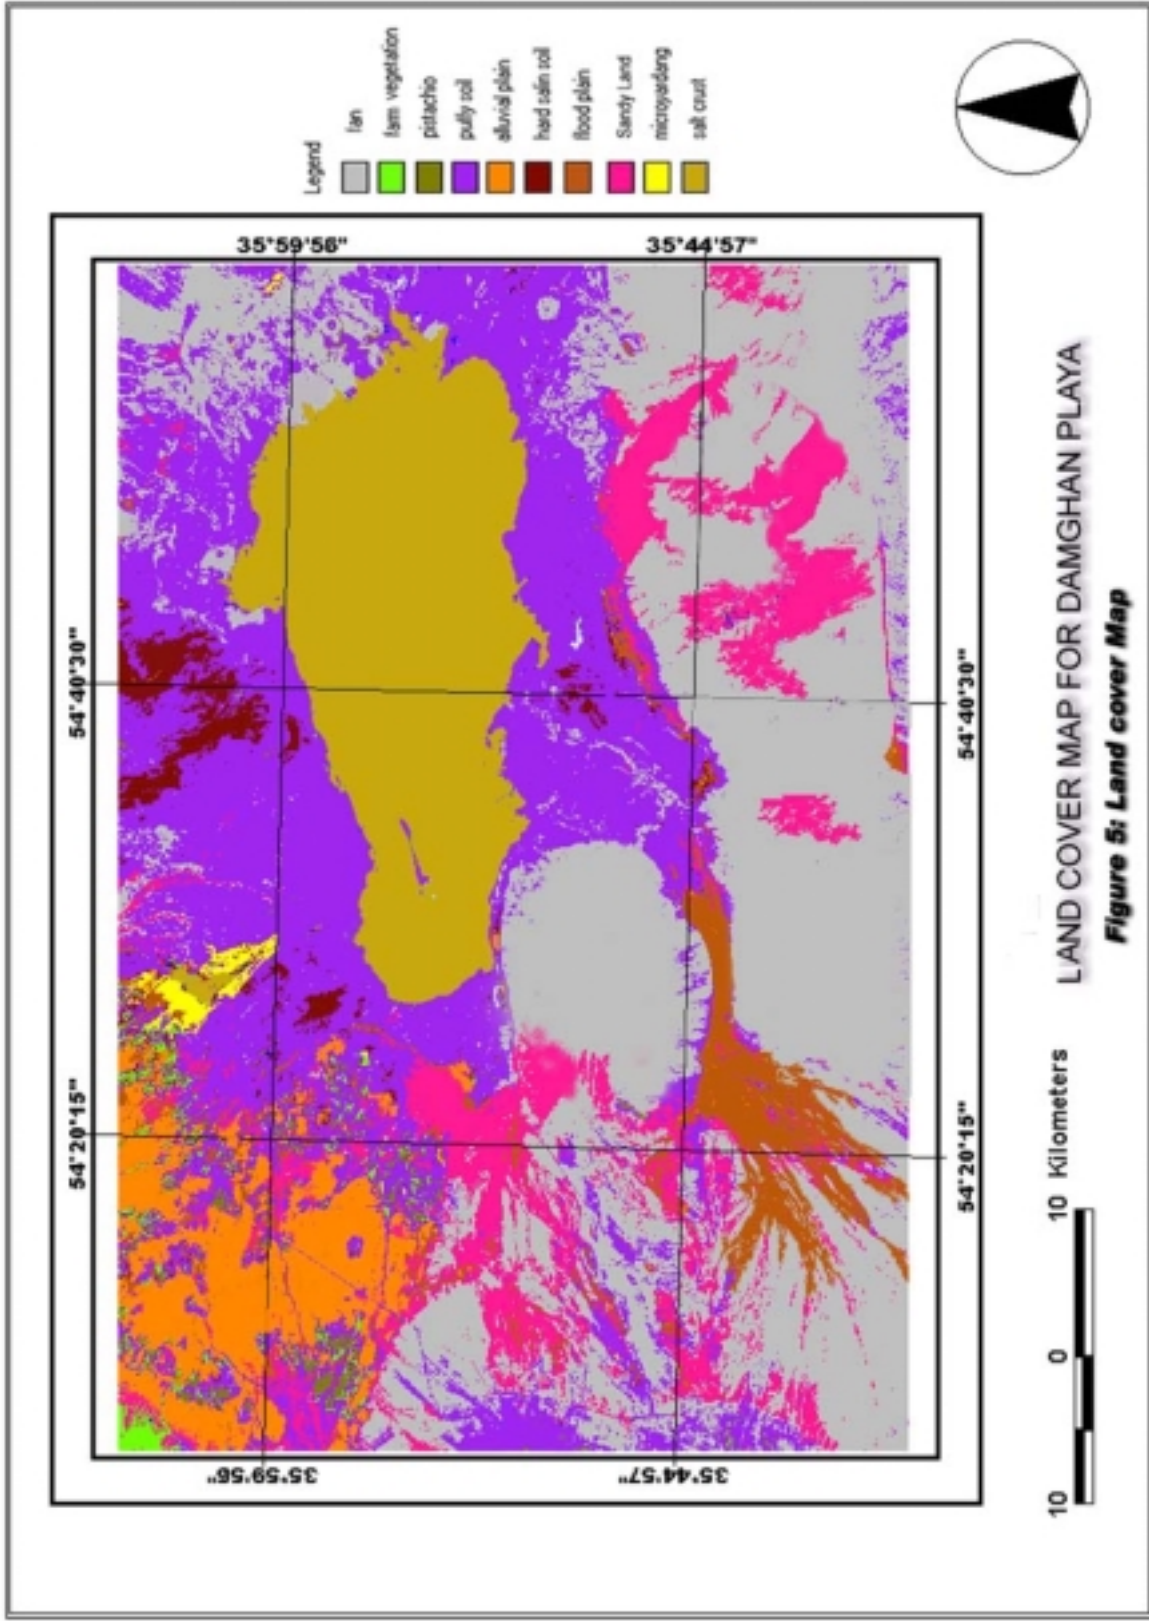 Legend
fan
farm vegetation
pistachio
puffy soil
alluvial plain
hard salin soil
flood plain
Sandy Land
microyardang
salt crust
35°59'56"
35°44'57"
54°40'30"
54°40'30"
54°20'15"
54°20'15"
35°59'56"
35°44'57"
10 0 10 Kilometers
LAND COVER MAP FOR DAMGHAN PLAYA
Figure 5: Land cover Map